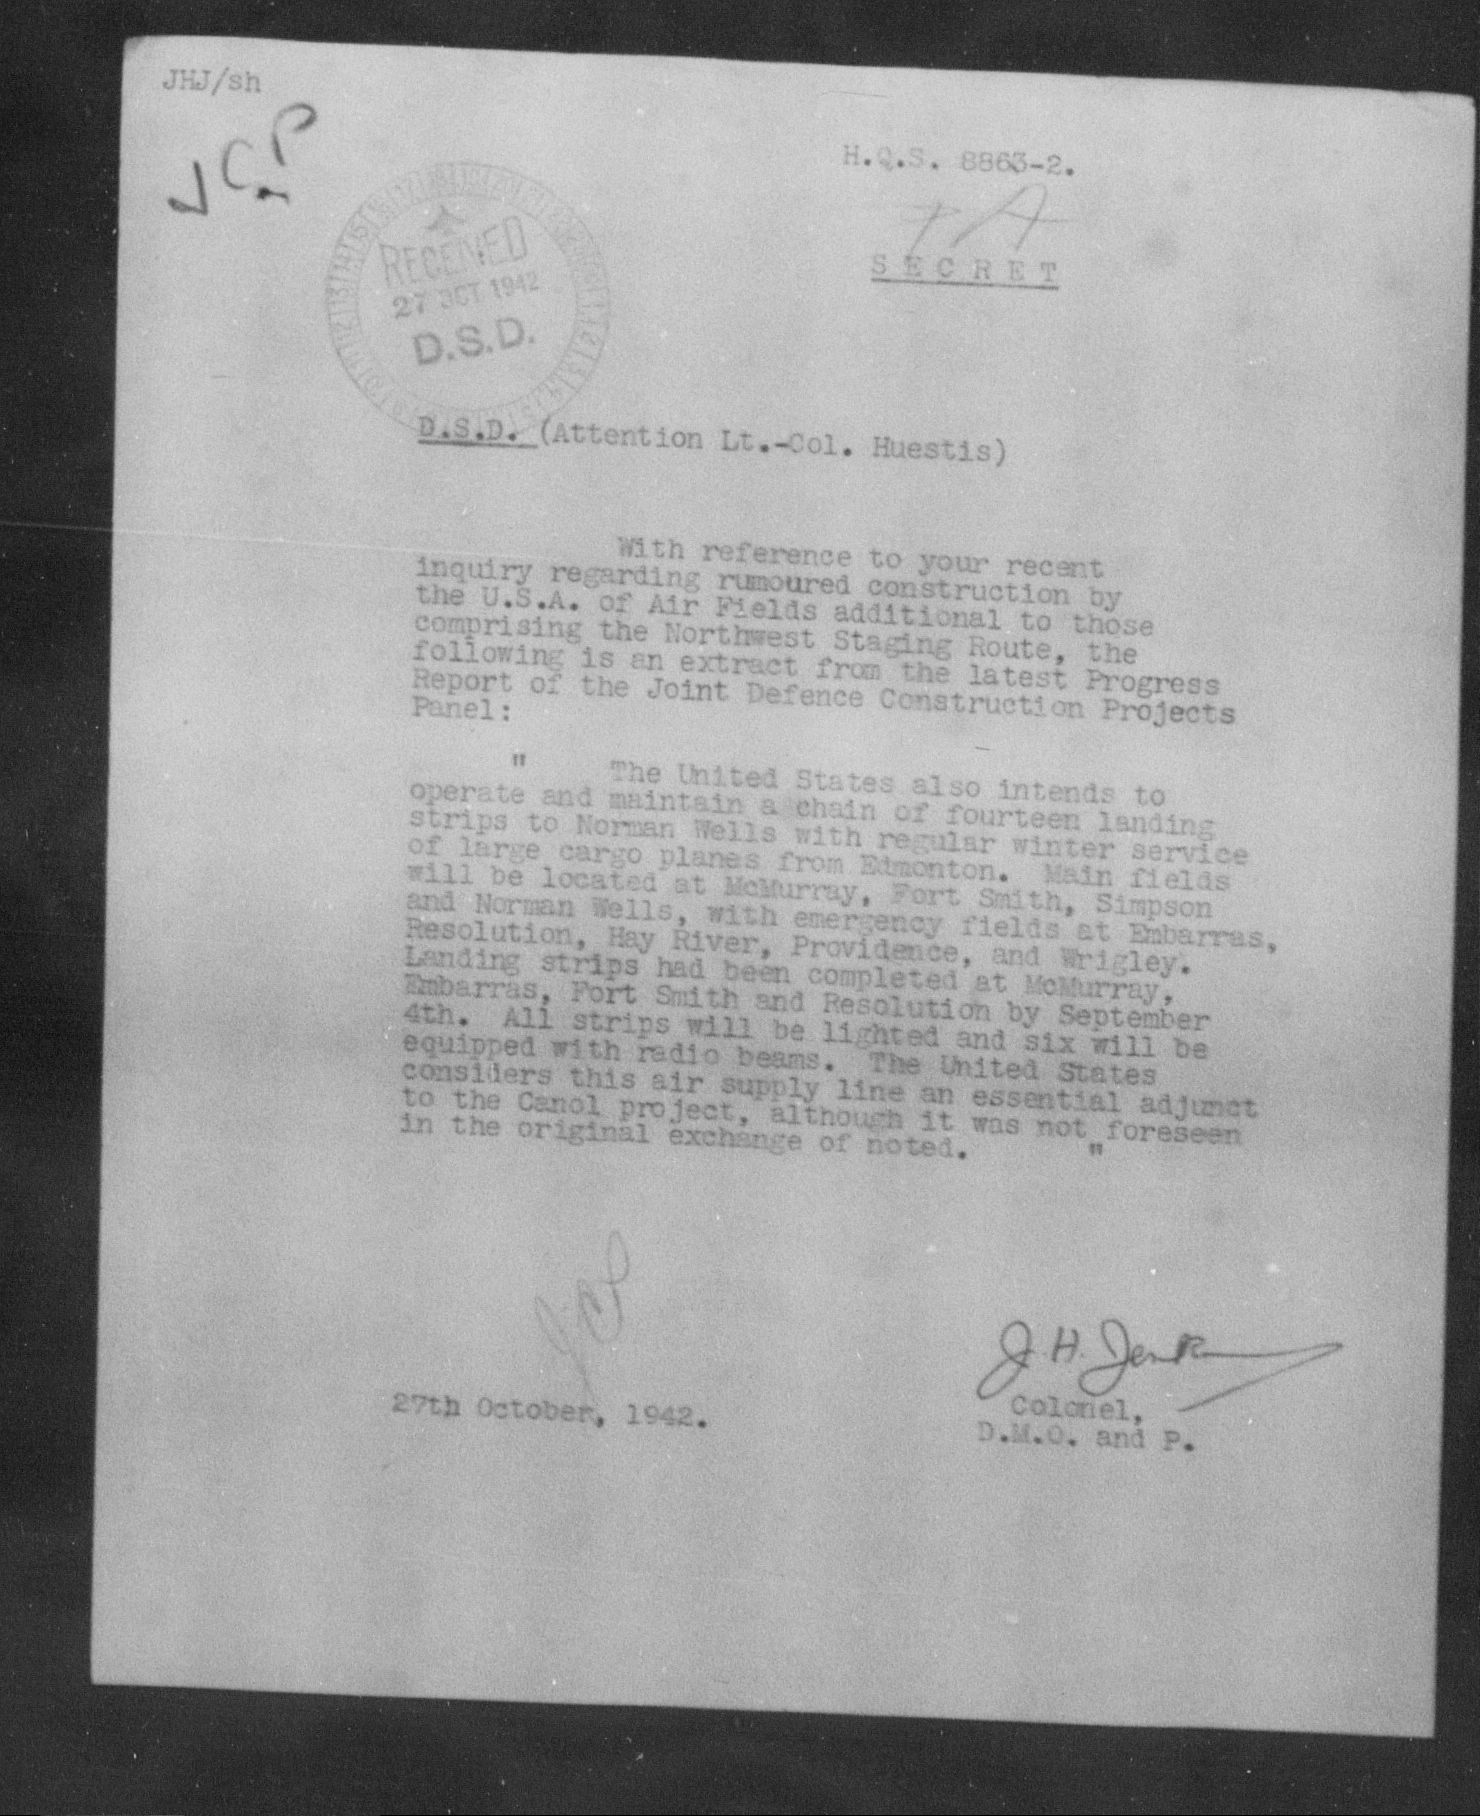 JHJ/sh
JCP
H.Q.S. 8863-2.
SECRET
RECEIVED
27 OCT 1942
D.S.D.
D.S.D. (Attention Lt.-Col. Huestis)
With reference to your recent
inquiry regarding rumoured construction by
the U.S.A. of Air Fields additional to those
comprising the Northwest Staging Route, the
following is an extract from the latest Progress
Report of the Joint Defence Construction Projects
Panel:
" The United States also intends to
operate and maintain a chain of fourteen landing
strips to Norman Wells with regular winter service
of large cargo planes from Edmonton. Main fields
will be located at McMurray, Fort Smith, Simpson
and Norman Wells, with emergency fields at Embarras,
Resolution, Hay River, Providence, and Wrigley.
Landing strips had been completed at McMurray,
Embarras, Fort Smith and Resolution by September
4th. All strips will be lighted and six will be
equipped with radio beams. The United States
considers this air supply line an essential adjunct
to the Canol project, although it was not foreseen
in the original exchange of noted. "
J.H. Jenk
27th October, 1942.
Colonel,
D.M.O. and P.